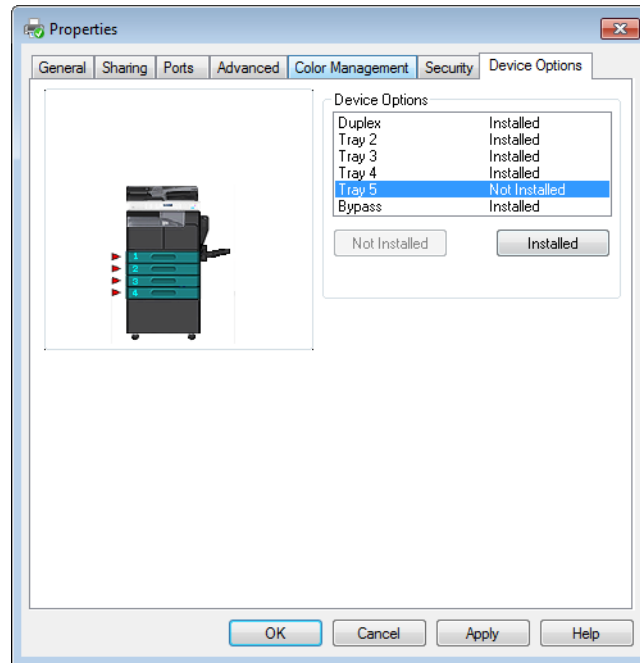 Properties
General Sharing Ports Advanced Color Management Security Device Options
Device Options
Duplex Installed
Tray 2 Installed
Tray 3 Installed
Tray 4 Installed
Tray 5 Not Installed
Bypass Installed
Not Installed Installed
1
2
3
4
OK Cancel Apply Help